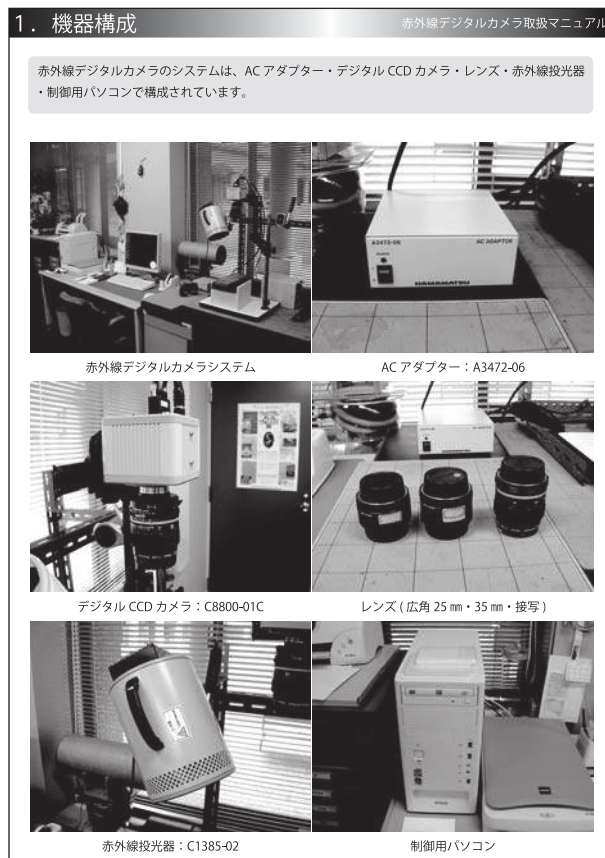 1．機器構成
赤外線デジタルカメラ取扱マニュアル
赤外線デジタルカメラのシステムは、AC アダプター・デジタル CCD カメラ・レンズ・赤外線投光器
・制御用パソコンで構成されています。
A3472-06
AC ADAPTOR
HAMAMATSU
赤外線デジタルカメラシステム
AC アダプター：A3472-06
デジタル CCD カメラ：C8800-01C
レンズ ( 広角 25 ㎜・35 ㎜・接写 )
赤外線投光器：C1385-02
制御用パソコン